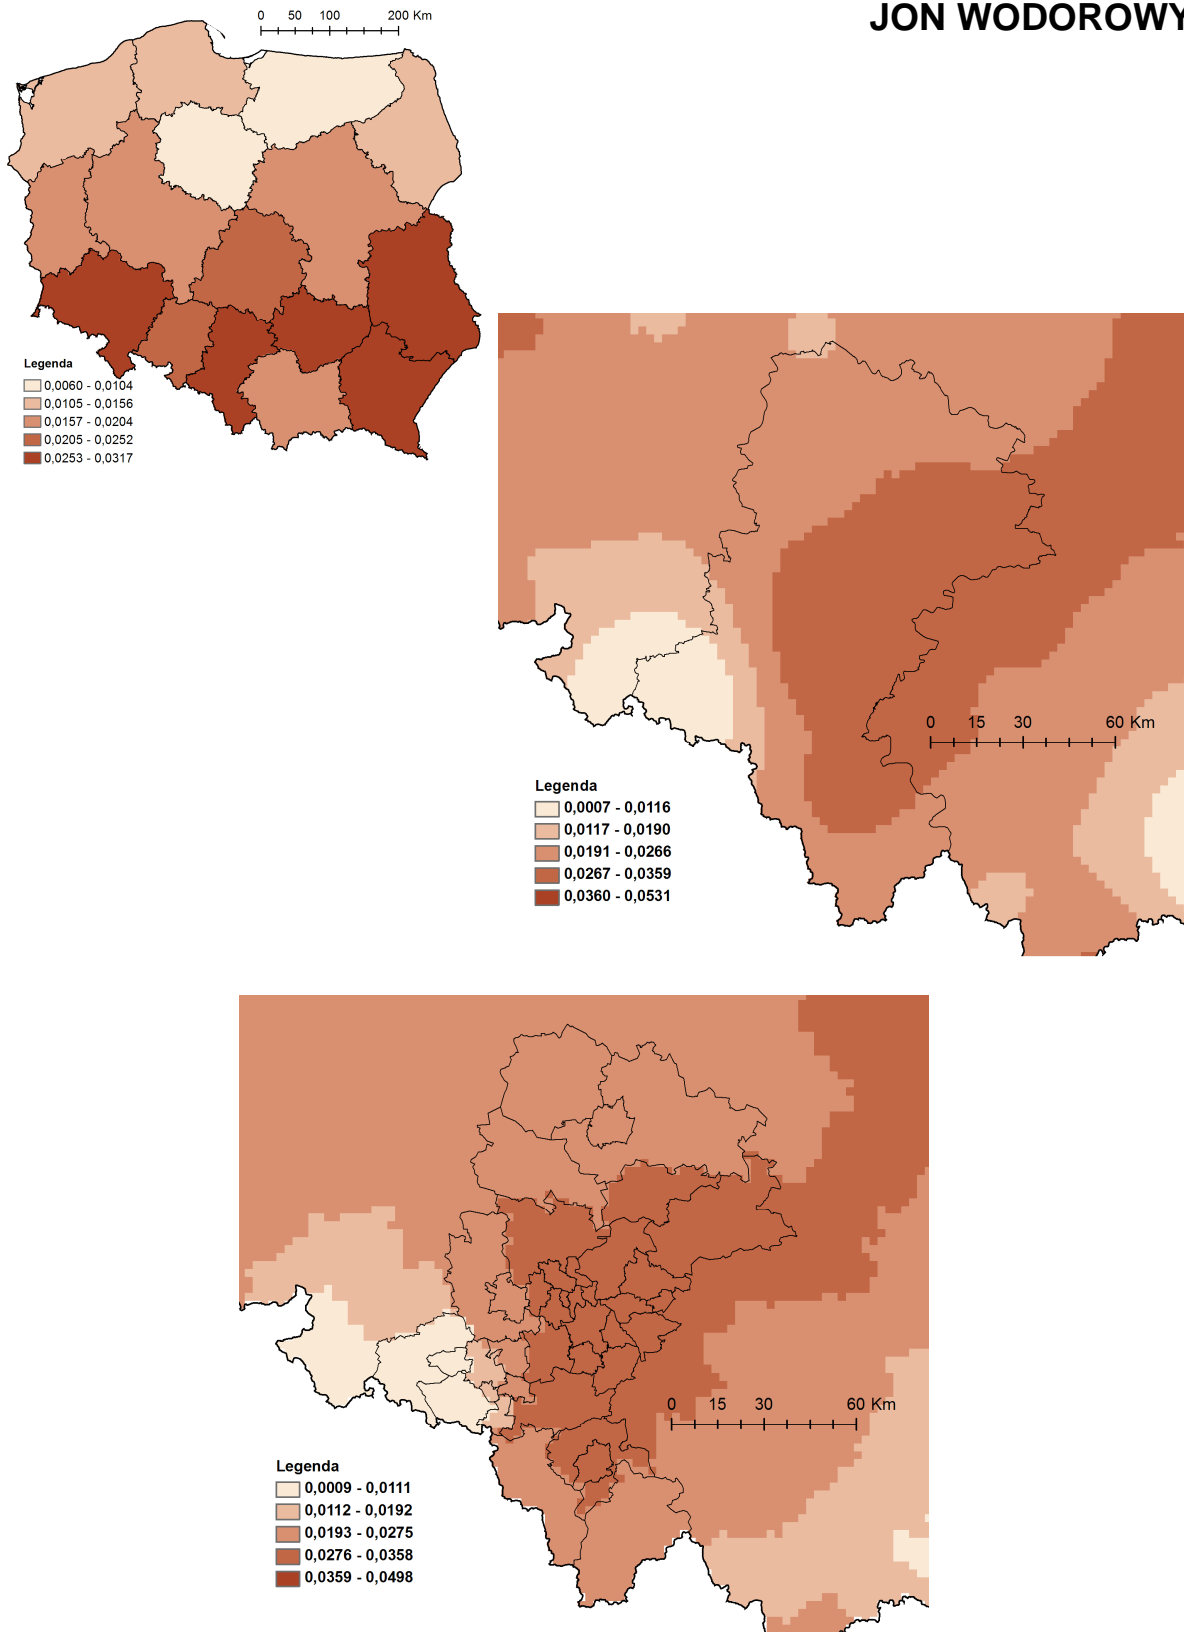 JON WODOROWY
0 50 100 200 Km
Legenda
0,0060 - 0,0104
0,0105 - 0,0156
0,0157 - 0,0204
0,0205 - 0,0252
0,0253 - 0,0317
0 15 30 60 Km
Legenda
0,0007 - 0,0116
0,0117 - 0,0190
0,0191 - 0,0266
0,0267 - 0,0359
0,0360 - 0,0531
0 15 30 60 Km
Legenda
0,0009 - 0,0111
0,0112 - 0,0192
0,0193 - 0,0275
0,0276 - 0,0358
0,0359 - 0,0498